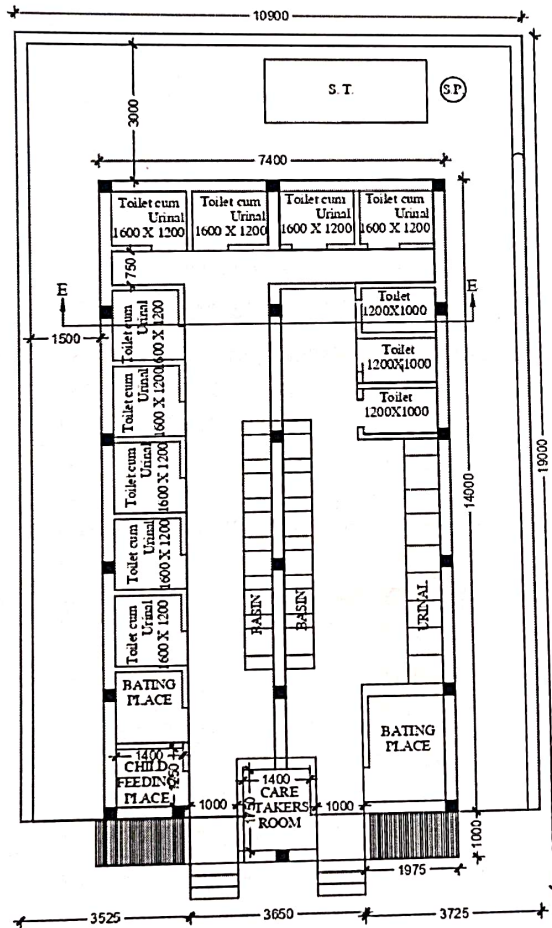 10900
S. T.
S.P.
3000
7400
Toilet cum
Urinal
1600 X 1200
Toilet cum
Urinal
1600 X 1200
Toilet cum
Urinal
1600 X 1200
Toilet cum
Urinal
1600 X 1200
750
E
E
1500
Toilet cum
Urinal
1600 X 1200
Toilet
1200X1000
Toilet
1200X1000
Toilet
1200X1000
Toilet cum
Urinal
1600 X 1200
Toilet cum
Urinal
1600 X 1200
Toilet cum
Urinal
1600 X 1200
Toilet cum
Urinal
1600 X 1200
19000
14000
BASIN
BASIN
URINAL
BATING
PLACE
BATING
PLACE
1400
1250
CHILD
FEEDING
PLACE
1400
CARE
TAKERS
ROOM
1000
1000
1000
1975
3525
3650
3725